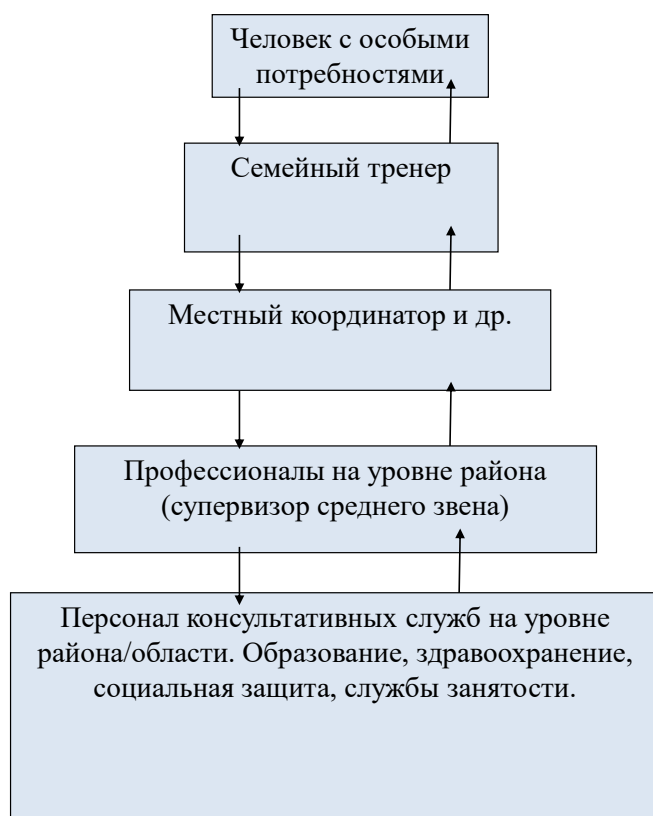 Человек с особыми
потребностями
Семейный тренер
Местный координатор и др.
Профессионалы на уровне района
(супервизор среднего звена)
Персонал консультативных служб на уровне
района/области. Образование, здравоохранение,
социальная защита, службы занятости.